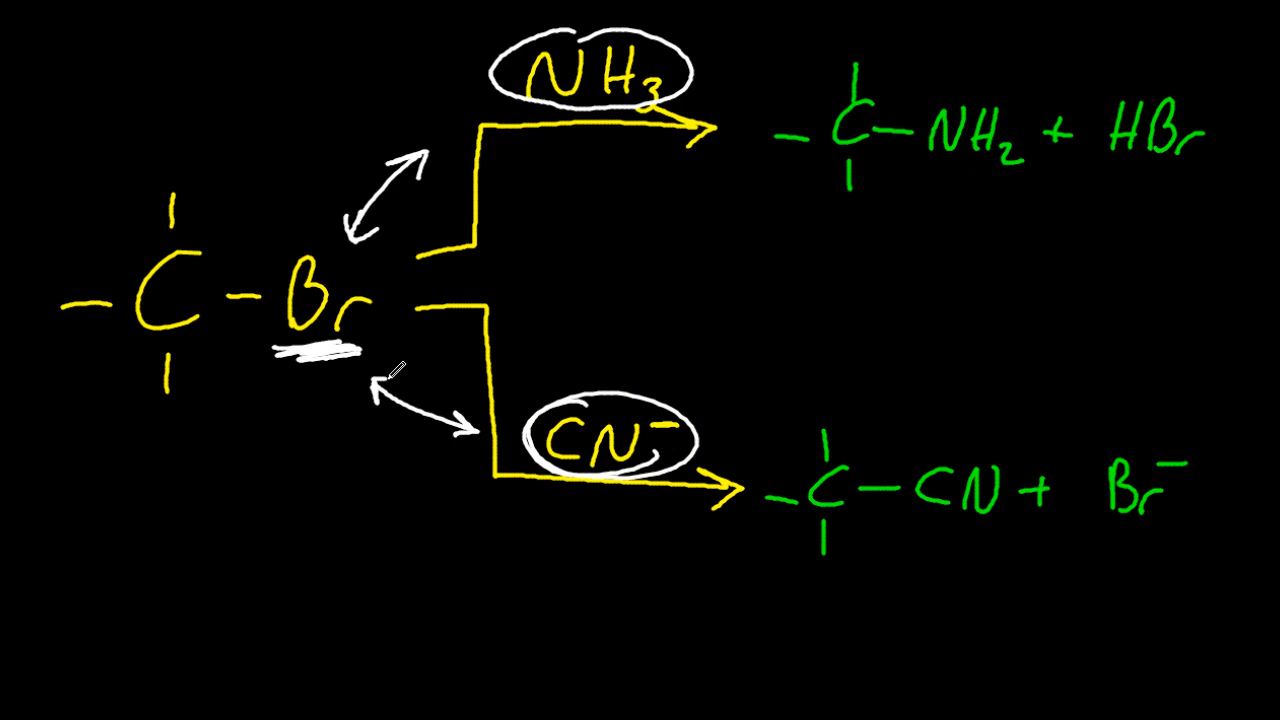 NH₃
C - NH₂ + HBr
- C - Br
CN⁻
- C - CN + Br⁻